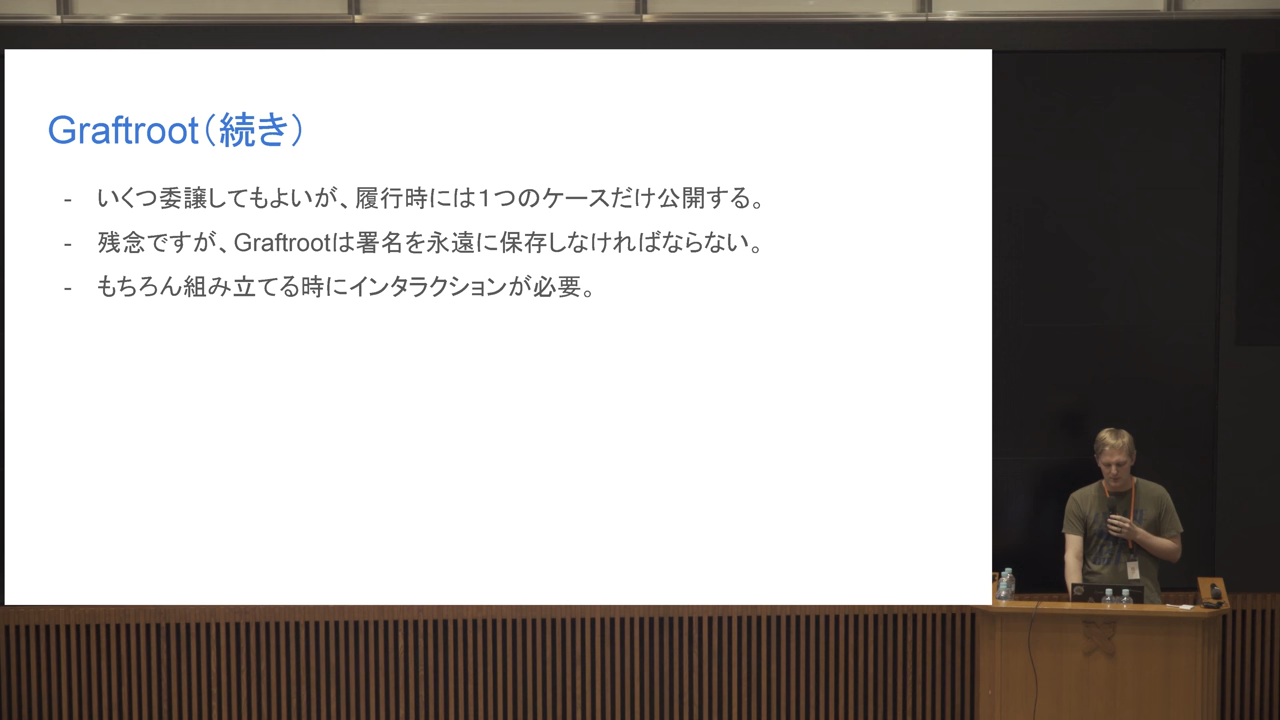 Graftroot（続き）
- いくつ委譲してもよいが、履行時には１つのケースだけ公開する。
- 残念ですが、Graftrootは署名を永遠に保存しなければならない。
- もちろん組み立てる時にインタラクションが必要。